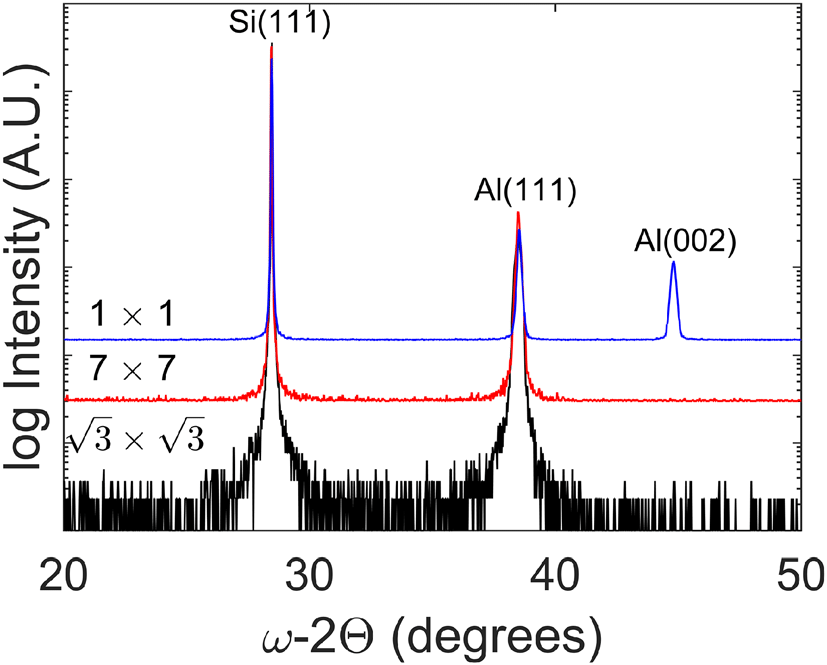 Si(111)
Al(111)
Al(002)
1 × 1
7 × 7
√3 × √3
log Intensity (A.U.)
20 30 40 50
ω-2Θ (degrees)